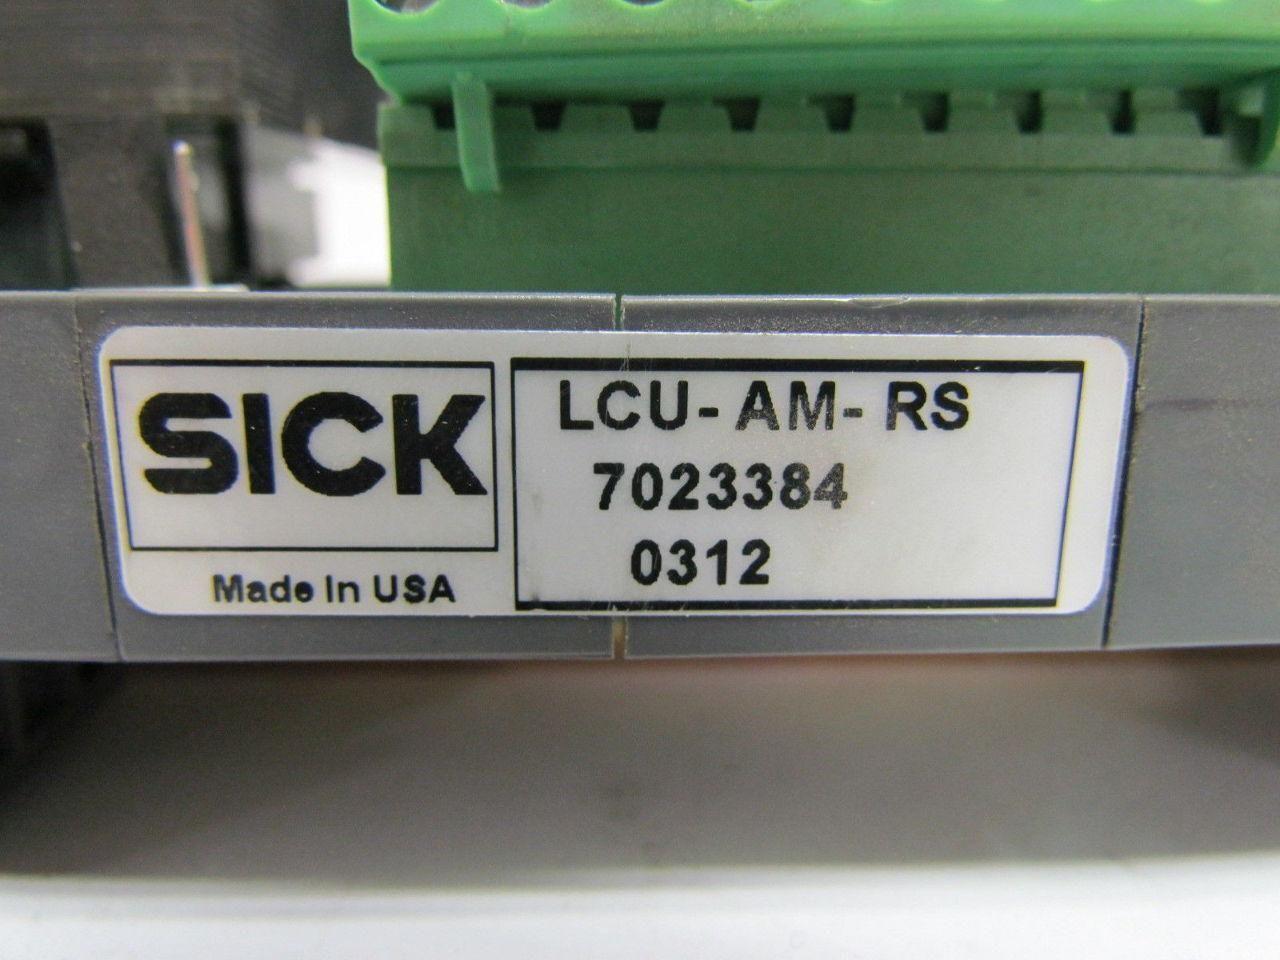 SICK
Made In USA
LCU-AM-RS
7023384
0312